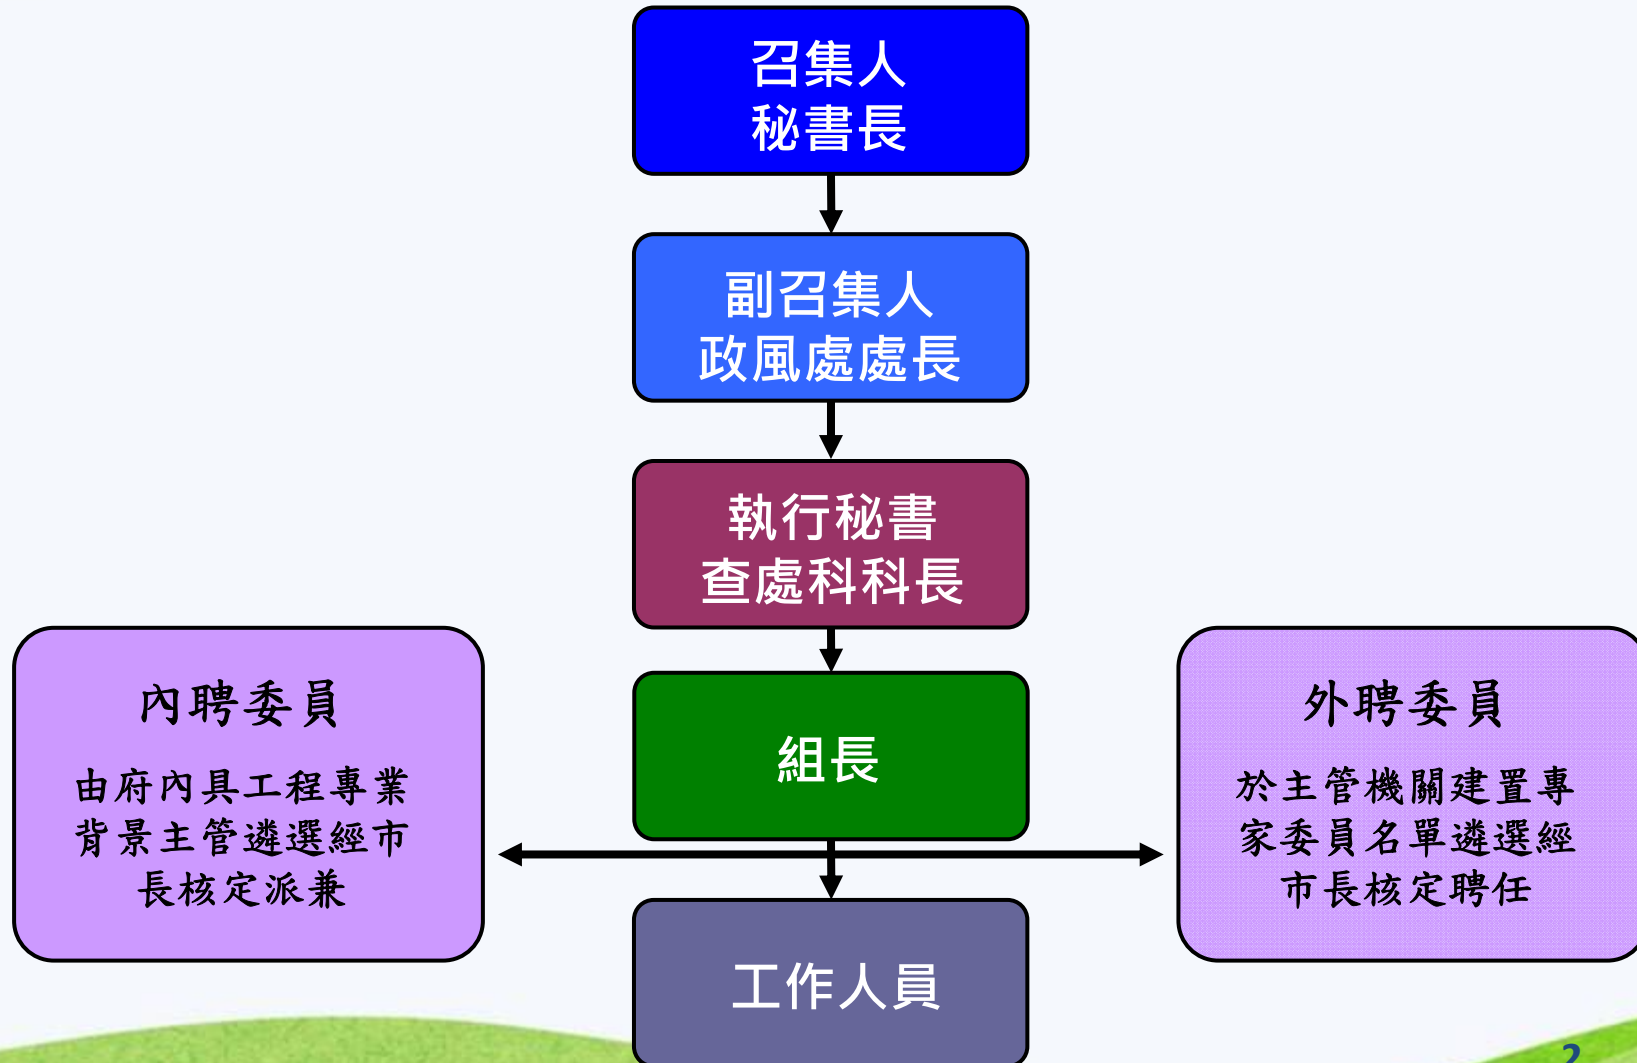 召集人
秘書長
副召集人
政風處處長
執行秘書
查處科科長
組長
內聘委員
由府內具工程專業
背景主管遴選經市
長核定派兼
外聘委員
於主管機關建置專
家委員名單遴選經
市長核定聘任
工作人員
2